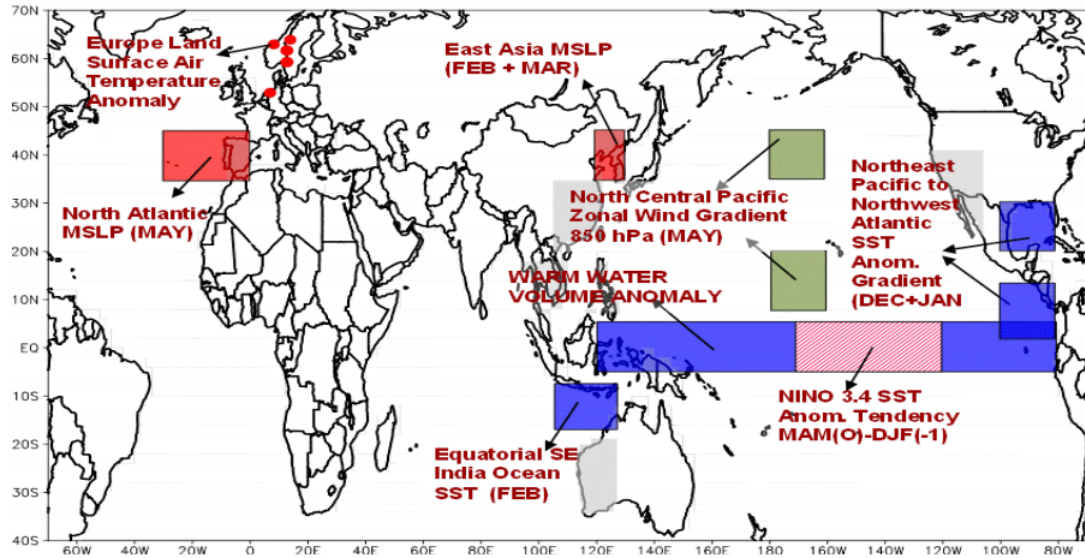 70N
60N
50N
40N
30N
20N
10N
EQ
10S
20S
30S
40S
Europe Land
Surface Air
Temperature
Anomaly
East Asia MSLP
(FEB + MAR)
North Atlantic
MSLP (MAY)
North Central Pacific
Zonal Wind Gradient
850 hPa (MAY)
Northeast
Pacific to
Northwest
Atlantic
SST
Anom.
Gradient
(DEC+JAN
WARM WATER
VOLUME ANOMALY
NINO 3.4 SST
Anom. Tendency
MAM(O)-DJF(-1)
Equatorial SE
India Ocean
SST (FEB)
60W 40W 20W 0 20E 40E 60E 80E 100E 120E 140E 160E 180 160W 140W 120W 100W 80W